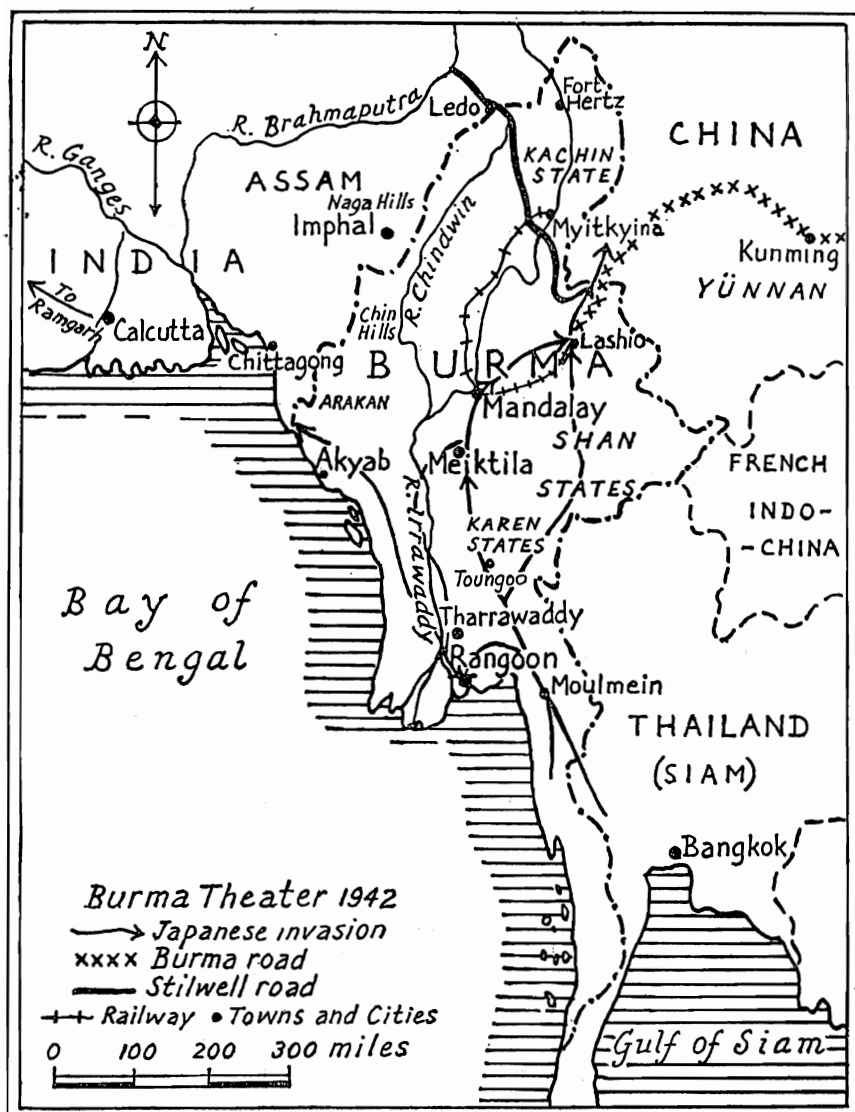 N
Fort
Hertz
Ledo
R. Brahmaputra
CHINA
R. Ganges
KACHIN
STATE
ASSAM
Naga Hills
Imphal
Myitkyina
R. Chindwin
Kunming
INDIA
YÜNNAN
To
Ramgarh
Calcutta
Chin
Hills
Chittagong
Lashio
BURMA
ARAKAN
Mandalay
SHAN
STATES
Akyab
Meiktila
FRENCH
INDO-
-CHINA
R. Irrawaddy
KAREN
STATES
Toungoo
Bay of
Bengal
Tharrawaddy
Rangoon
Moulmein
THAILAND
(SIAM)
Bangkok
Burma Theater 1942
Japanese invasion
xxxx Burma road
Stilwell road
Railway • Towns and Cities
0 100 200 300 miles
Gulf of Siam